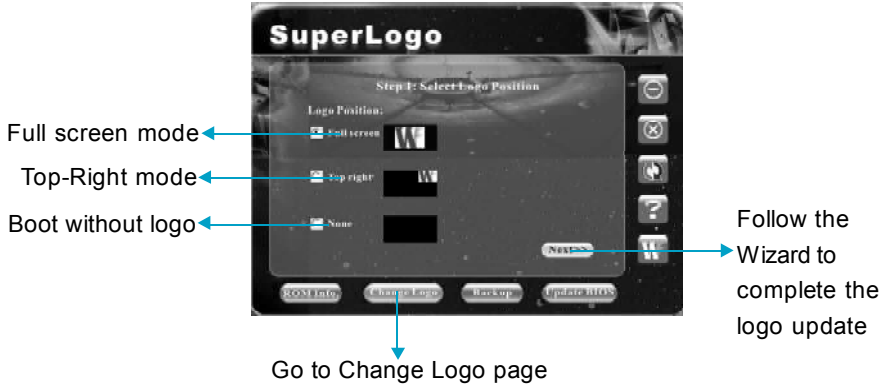 SuperLogo
Step 1: Select Logo Position
Logo Position:
Full screen mode
Full screen
W
Top-Right mode
Top right
W
Boot without logo
None
?
Next>>
W
Follow the
Wizard to
complete the
logo update
ROM Info
Change Logo
Backup
Update BIOS
Go to Change Logo page